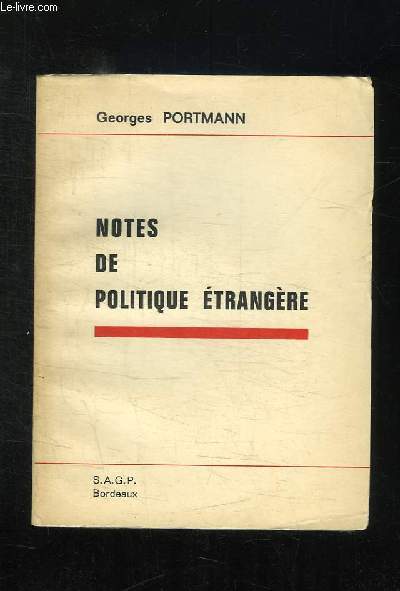 Le-livre.com
Georges PORTMANN
NOTES
DE
POLITIQUE ÉTRANGÈRE
S.A.G.P.
Bordeaux